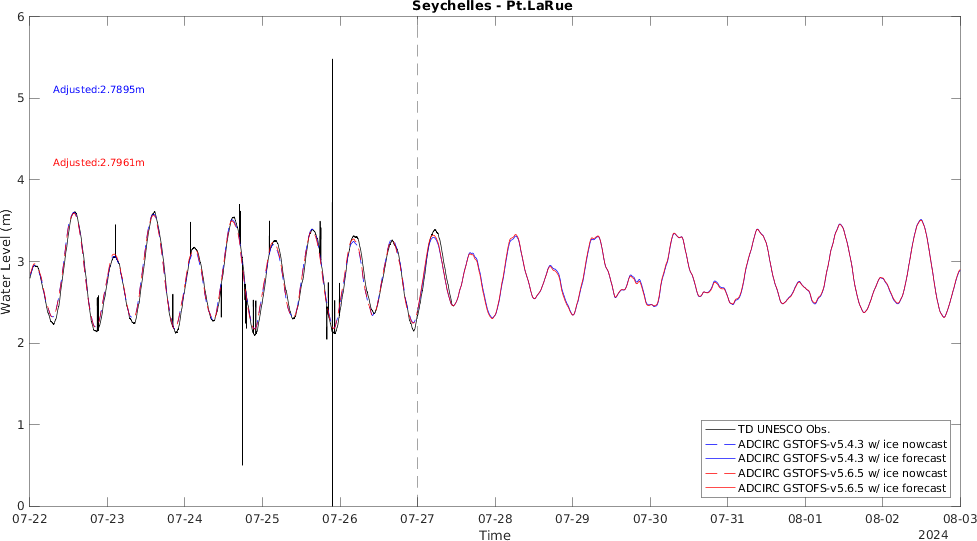 Seychelles - Pt.LaRue
Water Level (m)
6
5
4
3
2
1
0
Adjusted:2.7895m
Adjusted:2.7961m
TD UNESCO Obs.
ADCIRC GSTOFS-v5.4.3 w/ ice nowcast
ADCIRC GSTOFS-v5.4.3 w/ ice forecast
ADCIRC GSTOFS-v5.6.5 w/ ice nowcast
ADCIRC GSTOFS-v5.6.5 w/ ice forecast
07-22 07-23 07-24 07-25 07-26 07-27 07-28 07-29 07-30 07-31 08-01 08-02 08-03
Time
2024